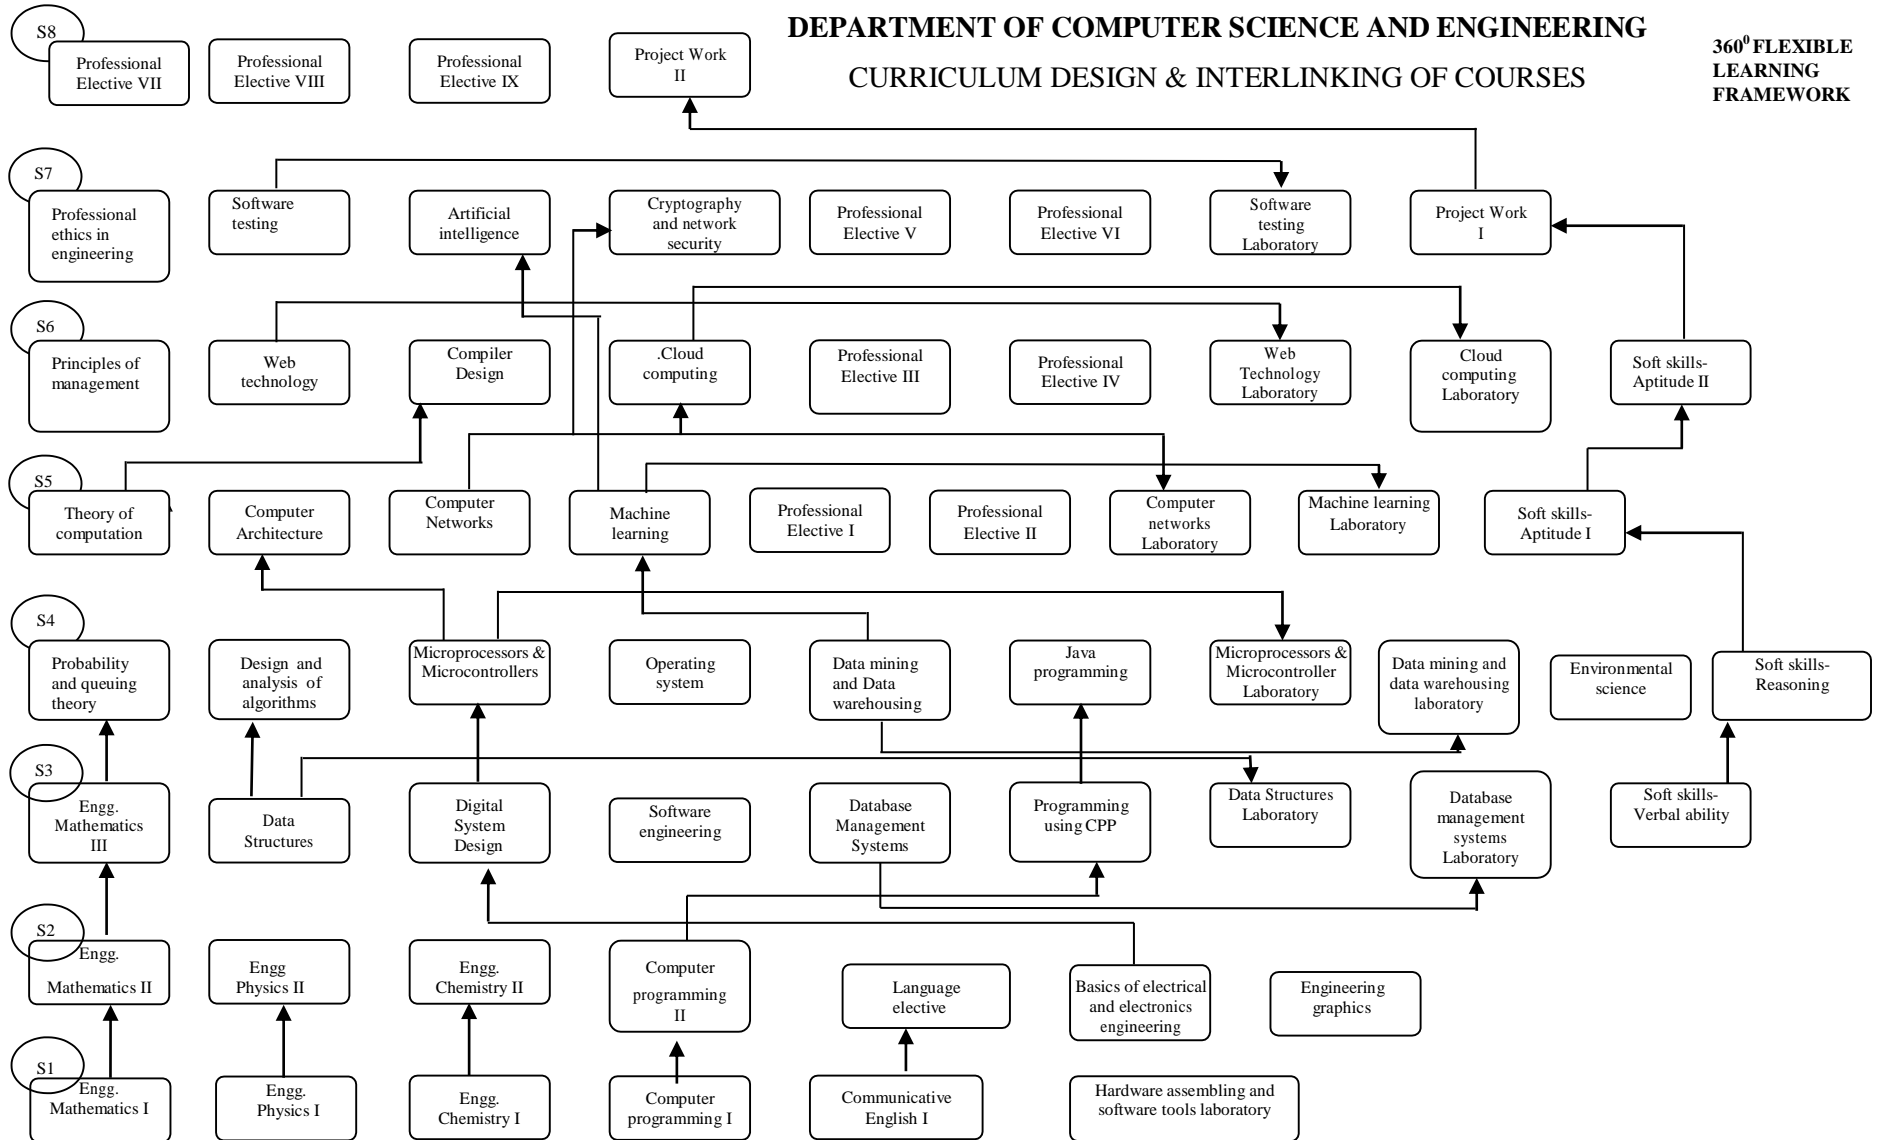 DEPARTMENT OF COMPUTER SCIENCE AND ENGINEERING
CURRICULUM DESIGN & INTERLINKING OF COURSES
360⁰ FLEXIBLE
LEARNING
FRAMEWORK
S8
Professional
Elective VII
Professional
Elective VIII
Professional
Elective IX
Project Work
II
S7
Professional
ethics in
engineering
Software
testing
Artificial
intelligence
Cryptography
and network
security
Professional
Elective V
Professional
Elective VI
Software
testing
Laboratory
Project Work
I
S6
Principles of
management
Web
technology
Compiler
Design
.Cloud
computing
Professional
Elective III
Professional
Elective IV
Web
Technology
Laboratory
Cloud
computing
Laboratory
Soft skills-
Aptitude II
S5
Theory of
computation
Computer
Architecture
Computer
Networks
Machine
learning
Professional
Elective I
Professional
Elective II
Computer
networks
Laboratory
Machine learning
Laboratory
Soft skills-
Aptitude I
S4
Probability
and queuing
theory
Design and
analysis of
algorithms
Microprocessors &
Microcontrollers
Operating
system
Data mining
and Data
warehousing
Java
programming
Microprocessors &
Microcontroller
Laboratory
Data mining and
data warehousing
laboratory
Environmental
science
Soft skills-
Reasoning
S3
Engg.
Mathematics
III
Data
Structures
Digital
System
Design
Software
engineering
Database
Management
Systems
Programming
using CPP
Data Structures
Laboratory
Database
management
systems
Laboratory
Soft skills-
Verbal ability
S2
Engg.
Mathematics II
Engg
Physics II
Engg.
Chemistry II
Computer
programming
II
Language
elective
Basics of electrical
and electronics
engineering
Engineering
graphics
S1
Engg.
Mathematics I
Engg.
Physics I
Engg.
Chemistry I
Computer
programming I
Communicative
English I
Hardware assembling and
software tools laboratory